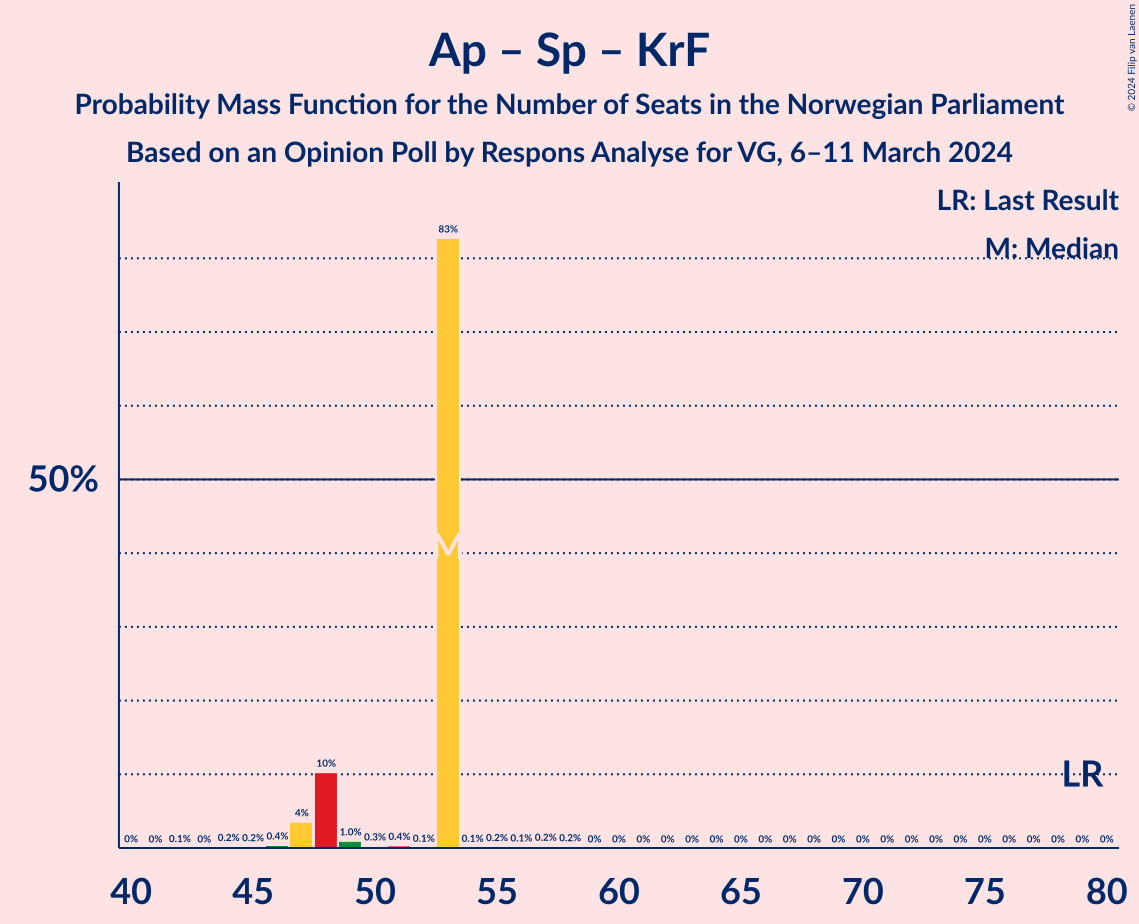 Ap – Sp – KrF
Probability Mass Function for the Number of Seats in the Norwegian Parliament
Based on an Opinion Poll by Respons Analyse for VG, 6–11 March 2024
© 2024 Filip van Laenen
LR: Last Result
M: Median
83%
50%
M
LR
10%
4%
0% 0% 0.1% 0% 0.2% 0.2% 0.4% 1.0% 0.3% 0.4% 0.1% 0.1% 0.2% 0.1% 0.2% 0.2% 0% 0% 0% 0% 0% 0% 0% 0% 0% 0% 0% 0% 0% 0% 0% 0% 0% 0% 0% 0% 0% 0%
40 45 50 55 60 65 70 75 80